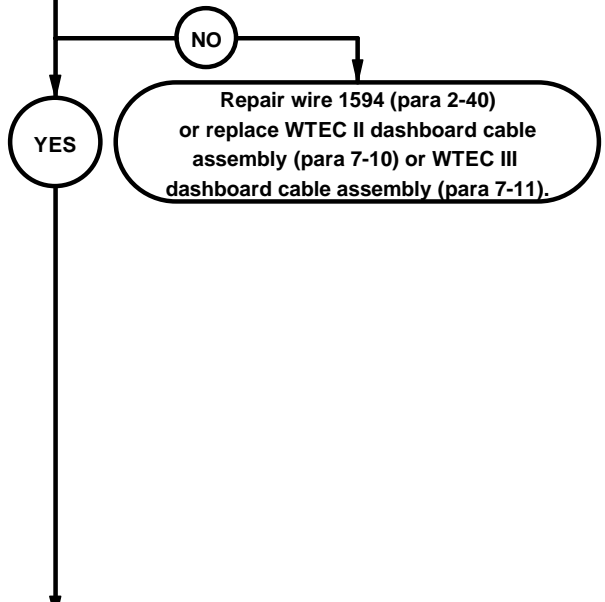 NO
YES
Repair wire 1594 (para 2-40)
or replace WTEC II dashboard cable
assembly (para 7-10) or WTEC III
dashboard cable assembly (para 7-11).